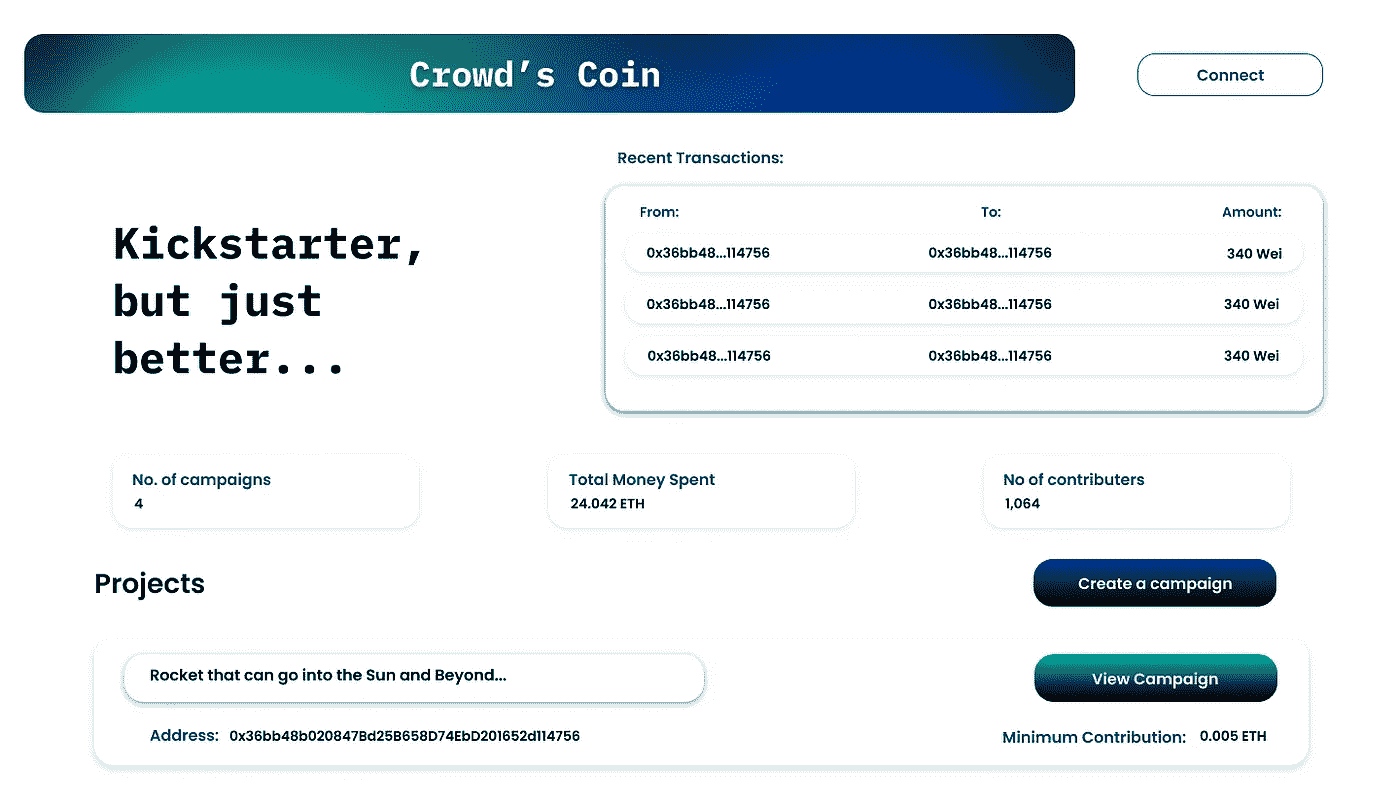 Crowd's Coin
Connect
Recent Transactions:
From: To: Amount:
0x36bb48...114756 0x36bb48...114756 340 Wei
0x36bb48...114756 0x36bb48...114756 340 Wei
0x36bb48...114756 0x36bb48...114756 340 Wei
Kickstarter,
but just
better...
No. of campaigns
4
Total Money Spent
24.042 ETH
No of contributers
1,064
Projects
Create a campaign
Rocket that can go into the Sun and Beyond...
View Campaign
Address: 0x36bb48b020847Bd25B658D74EbD201652d114756
Minimum Contribution: 0.005 ETH